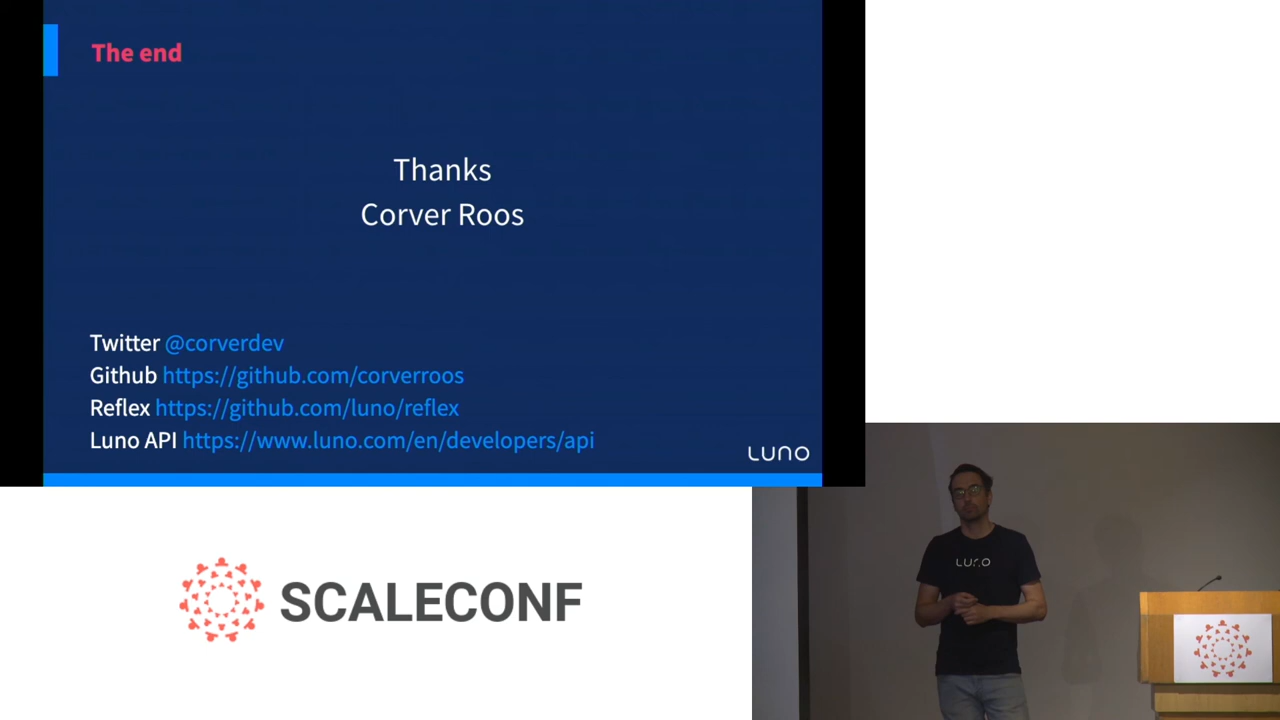 The end
Thanks
Corver Roos
Twitter @corverdev
Github https://github.com/corverroos
Reflex https://github.com/luno/reflex
Luno API https://www.luno.com/en/developers/api
LUNO
SCALECONF
LUNO